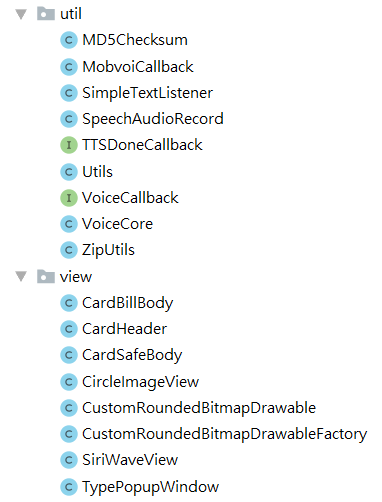 util
C MD5Checksum
C MobvoiCallback
C SimpleTextListener
C SpeechAudioRecord
I TTSDoneCallback
C Utils
I VoiceCallback
C VoiceCore
C ZipUtils
view
C CardBillBody
C CardHeader
C CardSafeBody
C CircleImageView
C CustomRoundedBitmapDrawable
C CustomRoundedBitmapDrawableFactory
C SiriWaveView
C TypePopupWindow